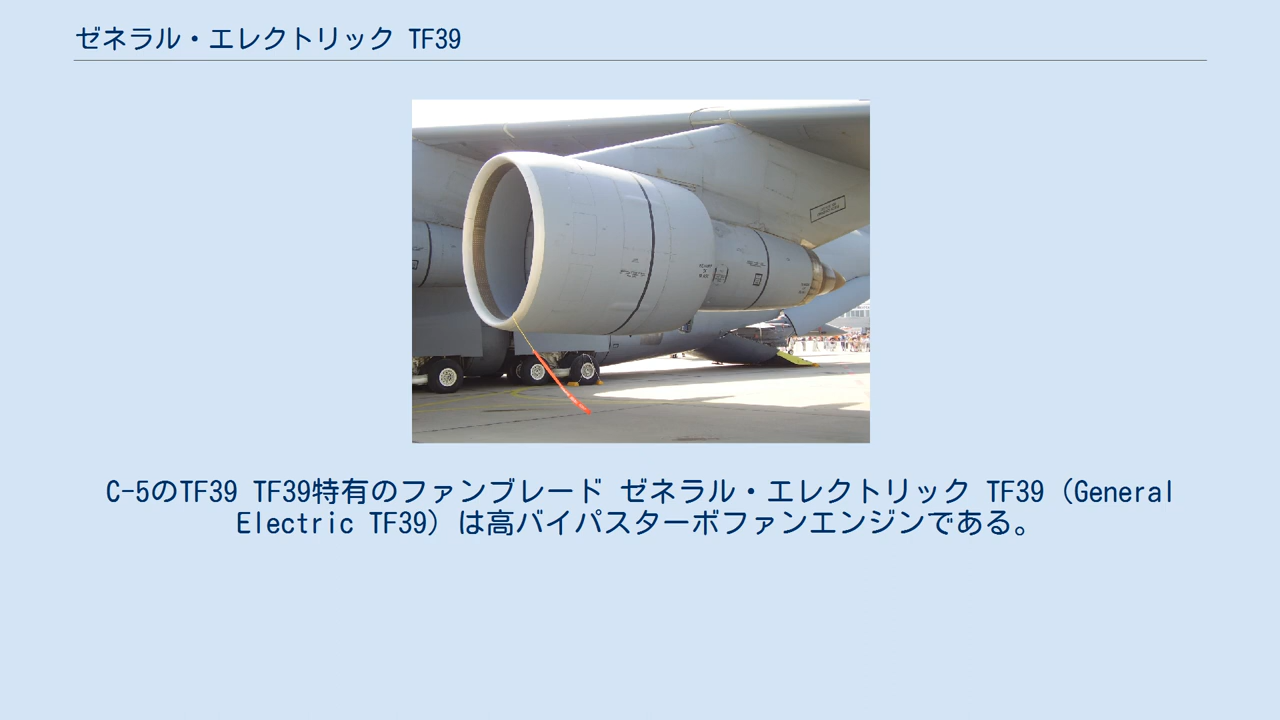 ゼネラル・エレクトリック TF39
C-5のTF39 TF39特有のファンブレード ゼネラル・エレクトリック TF39（General
Electric TF39）は高バイパスターボファンエンジンである。